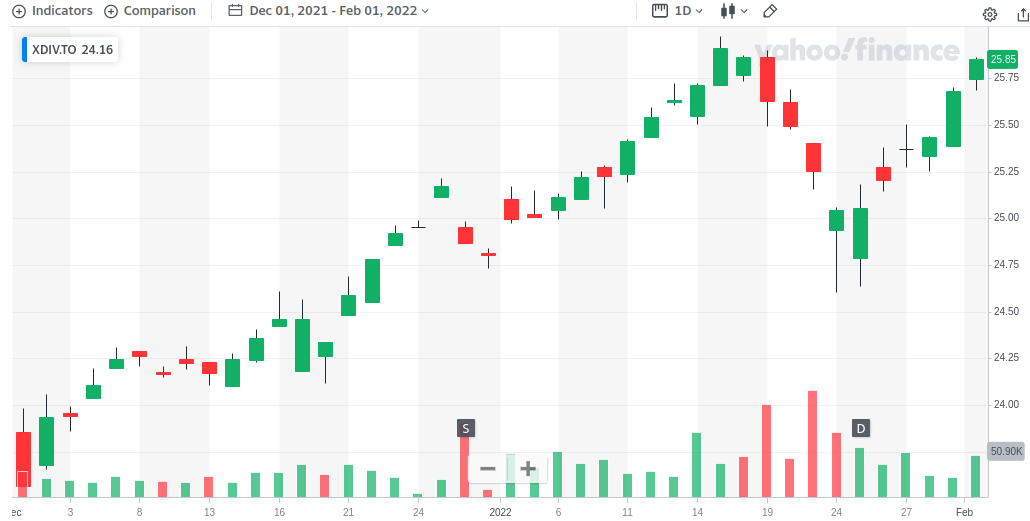 Indicators Comparison Dec 01, 2021 - Feb 01, 2022 1D
XDIV.TO 24.16
yahoo!finance
25.85
25.75
25.50
25.25
25.00
24.75
24.50
24.25
24.00
S
D
50.90K
ec 3 8 13 16 21 24 2022 6 11 14 19 24 27 Feb